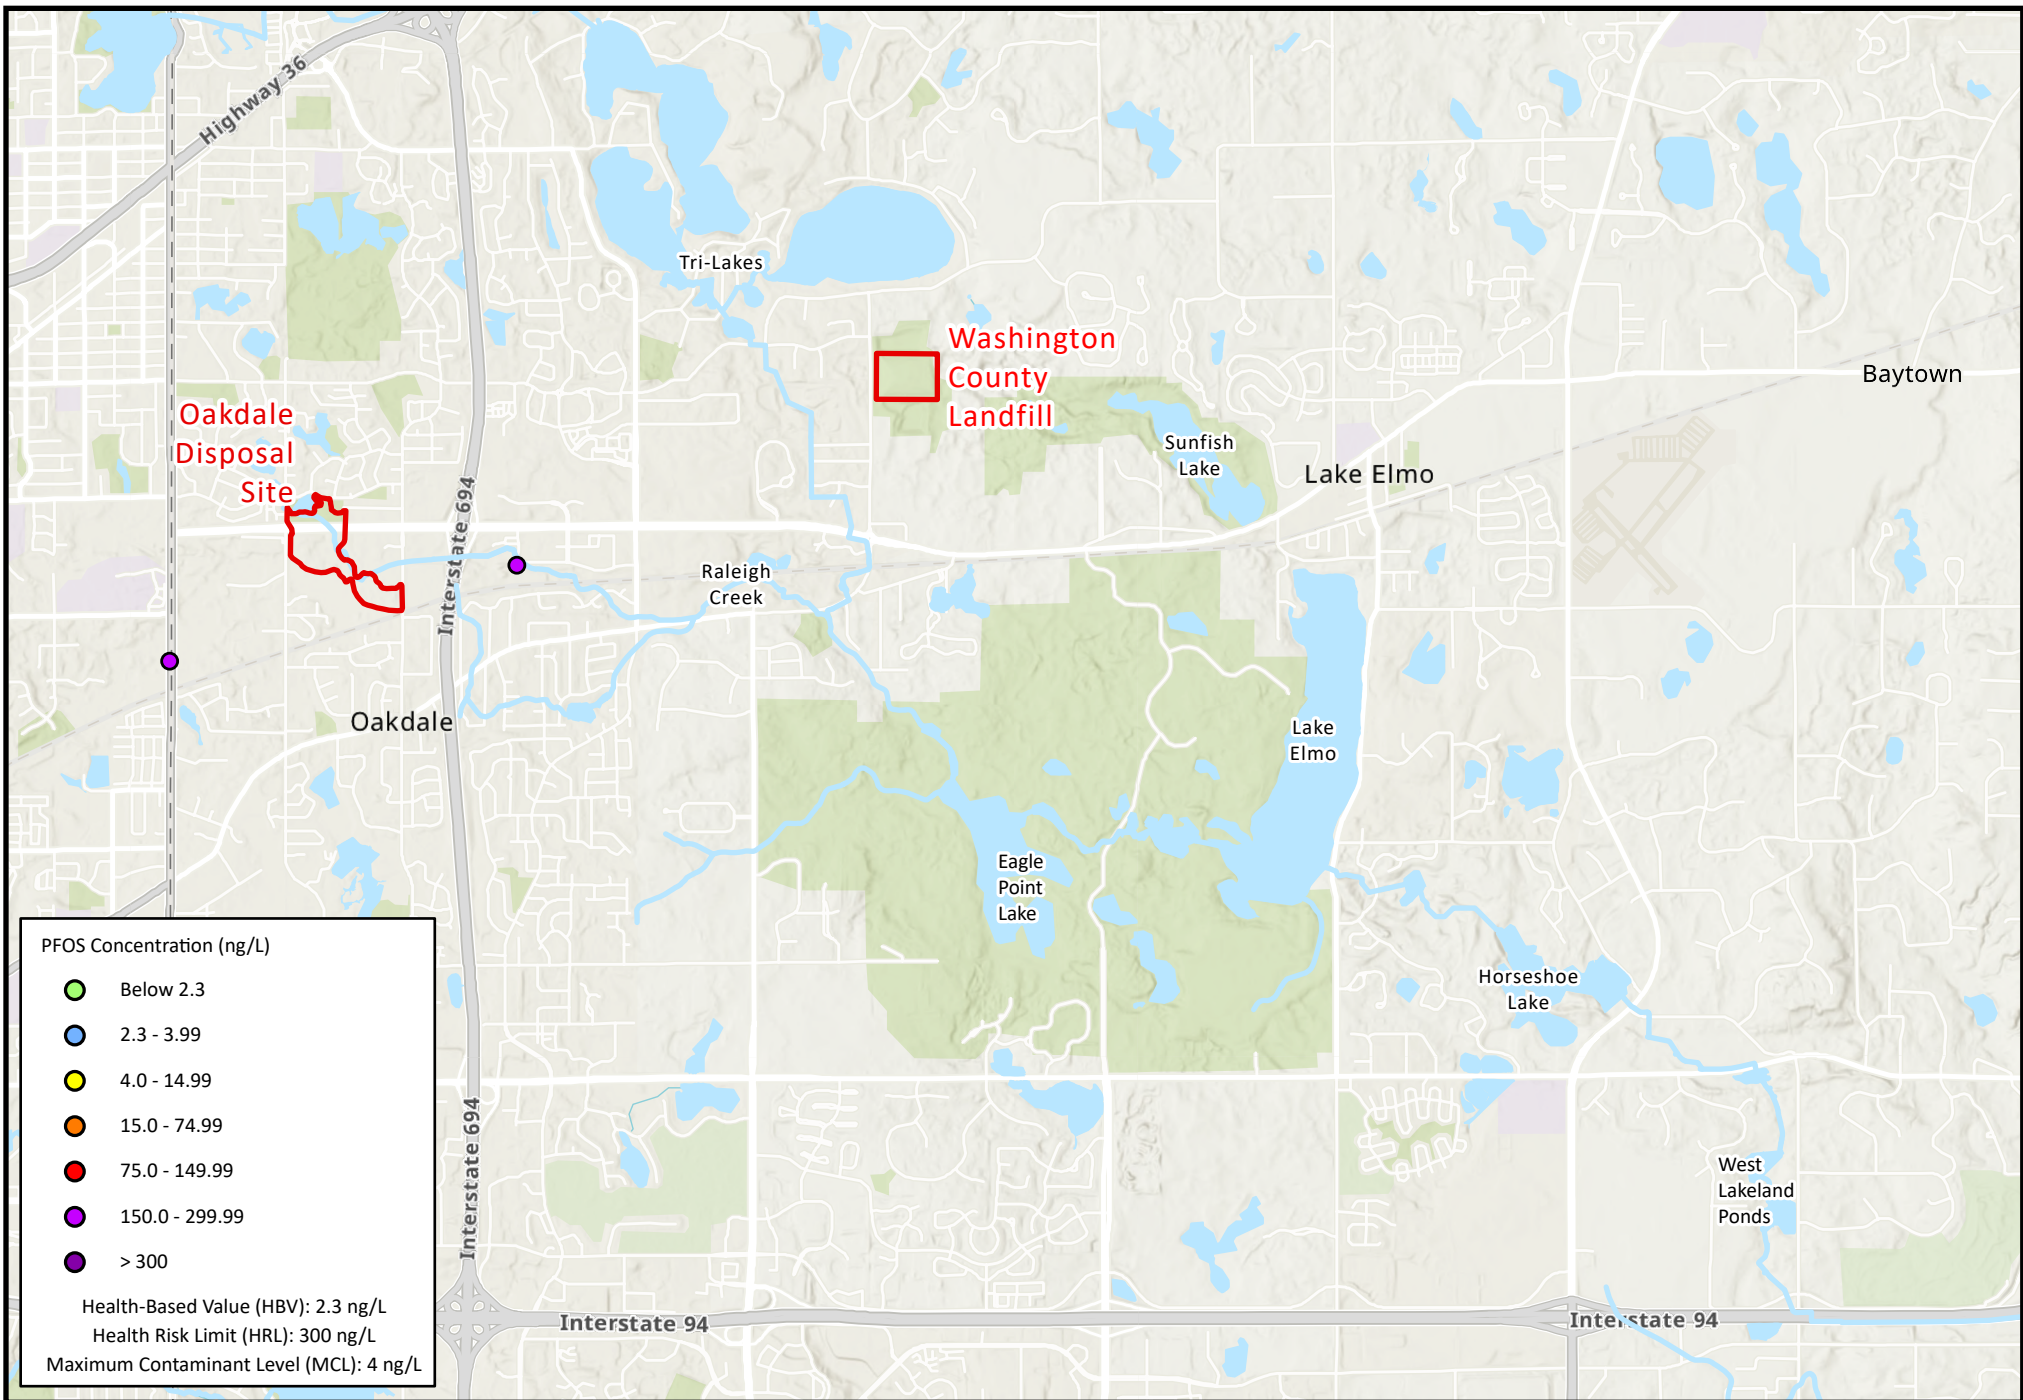 Highway 36
Tri-Lakes
Washington
County
Landfill
Baytown
Oakdale
Disposal
Site
Sunfish
Lake
Lake Elmo
Interstate 694
Raleigh
Creek
Oakdale
Lake
Elmo
Eagle
Point
Lake
Horseshoe
Lake
Interstate 694
West
Lakeland
Ponds
Interstate 94
Interstate 94
PFOS Concentration (ng/L)
Below 2.3
2.3 - 3.99
4.0 - 14.99
15.0 - 74.99
75.0 - 149.99
150.0 - 299.99
> 300
Health-Based Value (HBV): 2.3 ng/L
Health Risk Limit (HRL): 300 ng/L
Maximum Contaminant Level (MCL): 4 ng/L